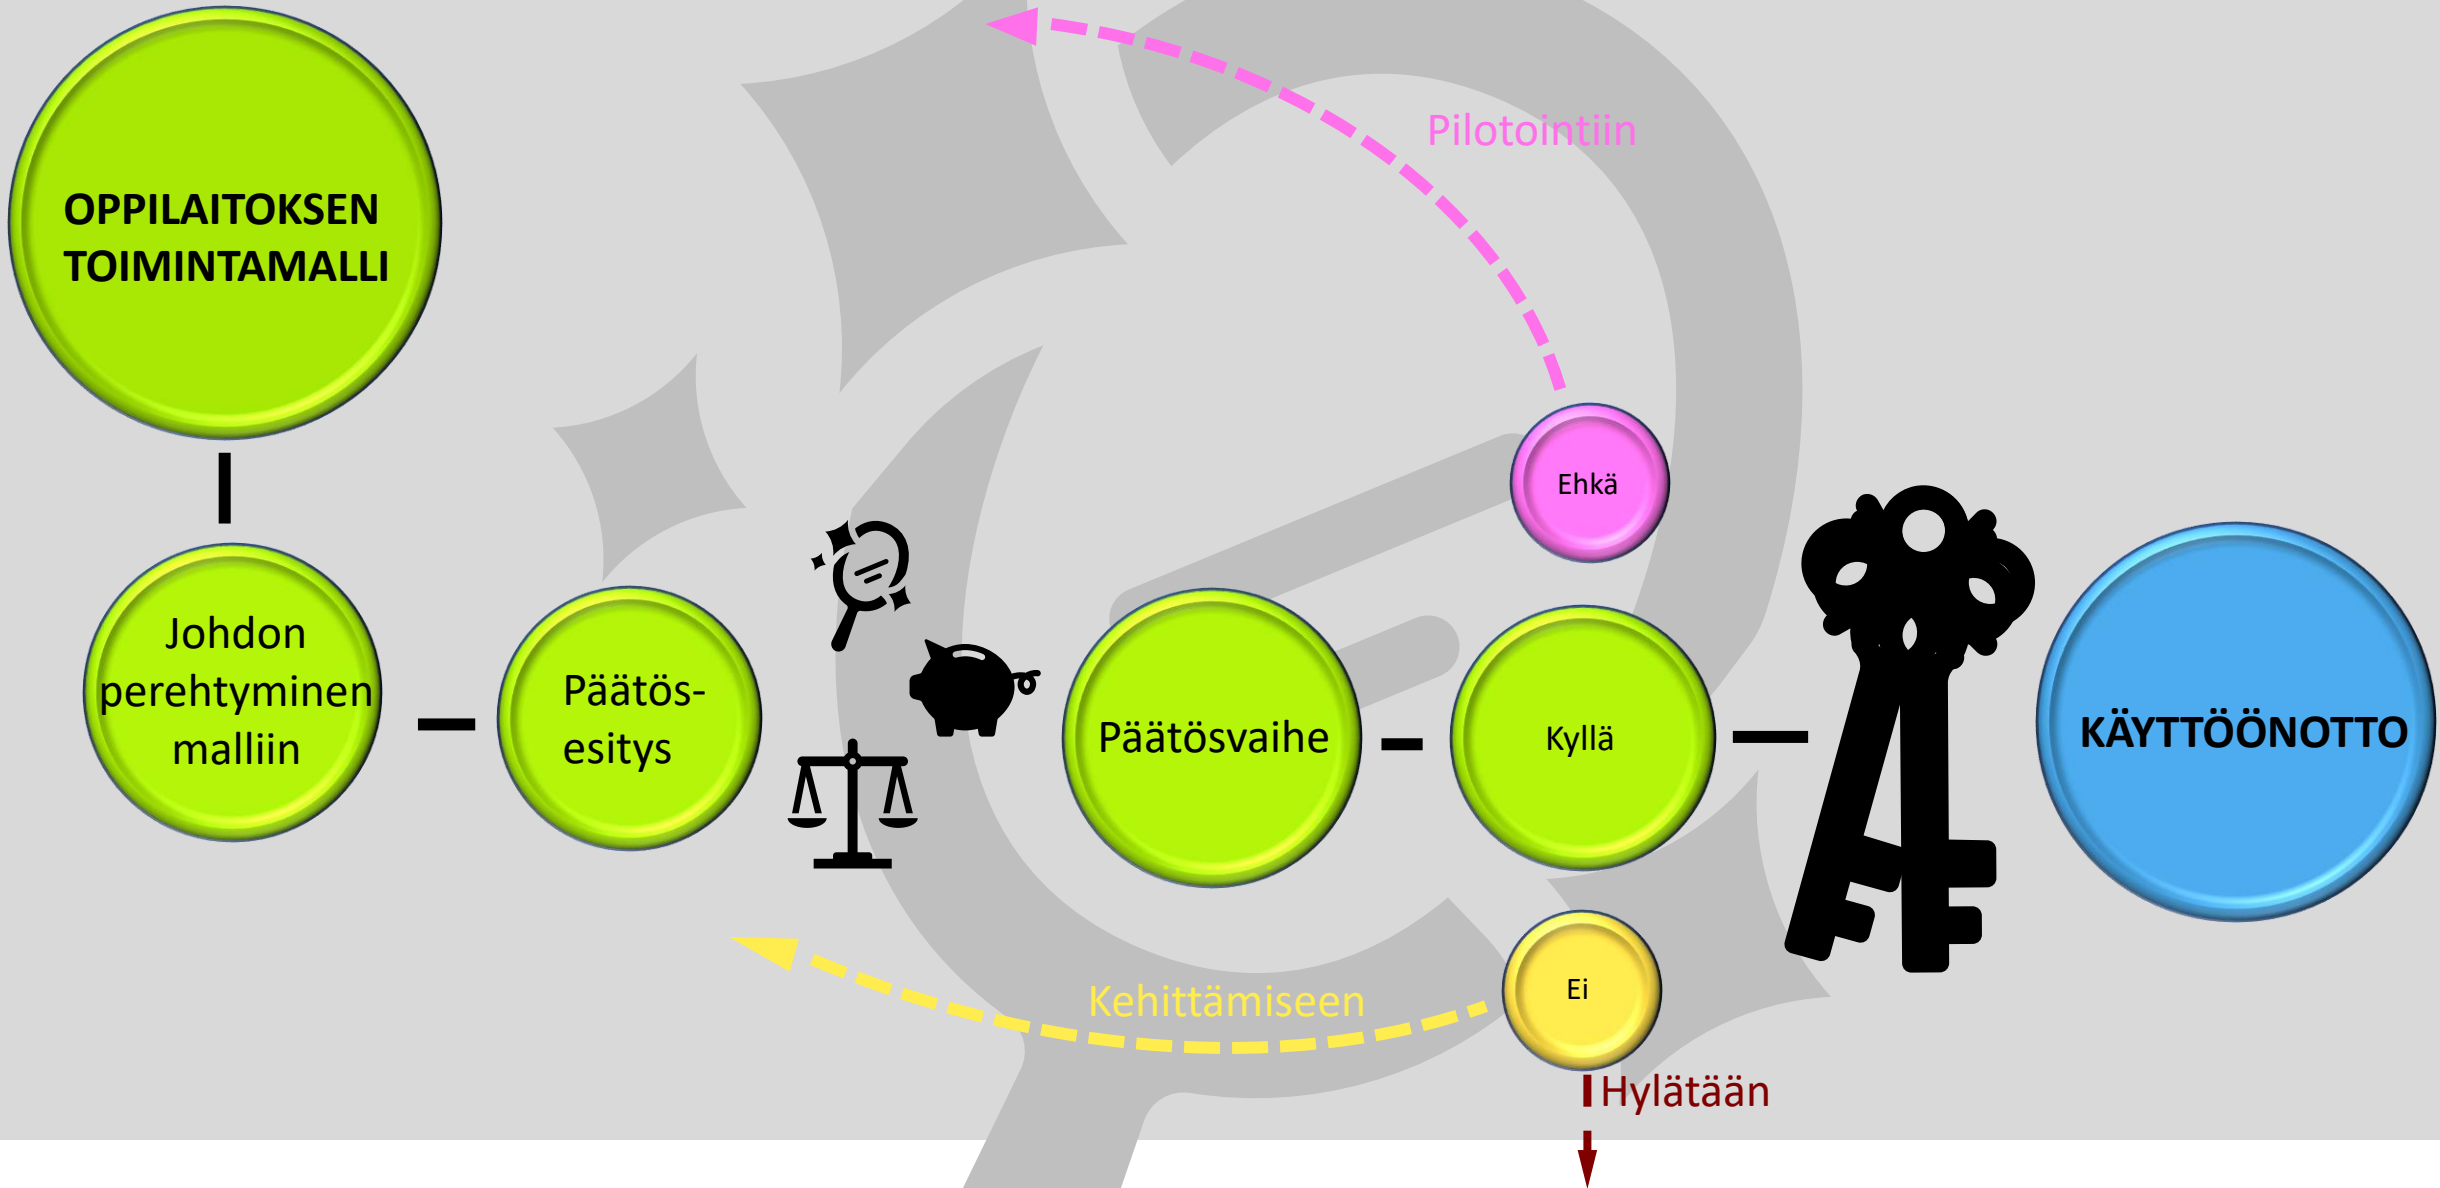 OPPILAITOKSEN
TOIMINTAMALLI
Johdon
perehtyminen
malliin
Päätös-
esitys
Päätösvaihe
Pilotointiin
Ehkä
Kyllä
Ei
Kehittämiseen
Hylätään
KÄYTTÖÖNOTTO